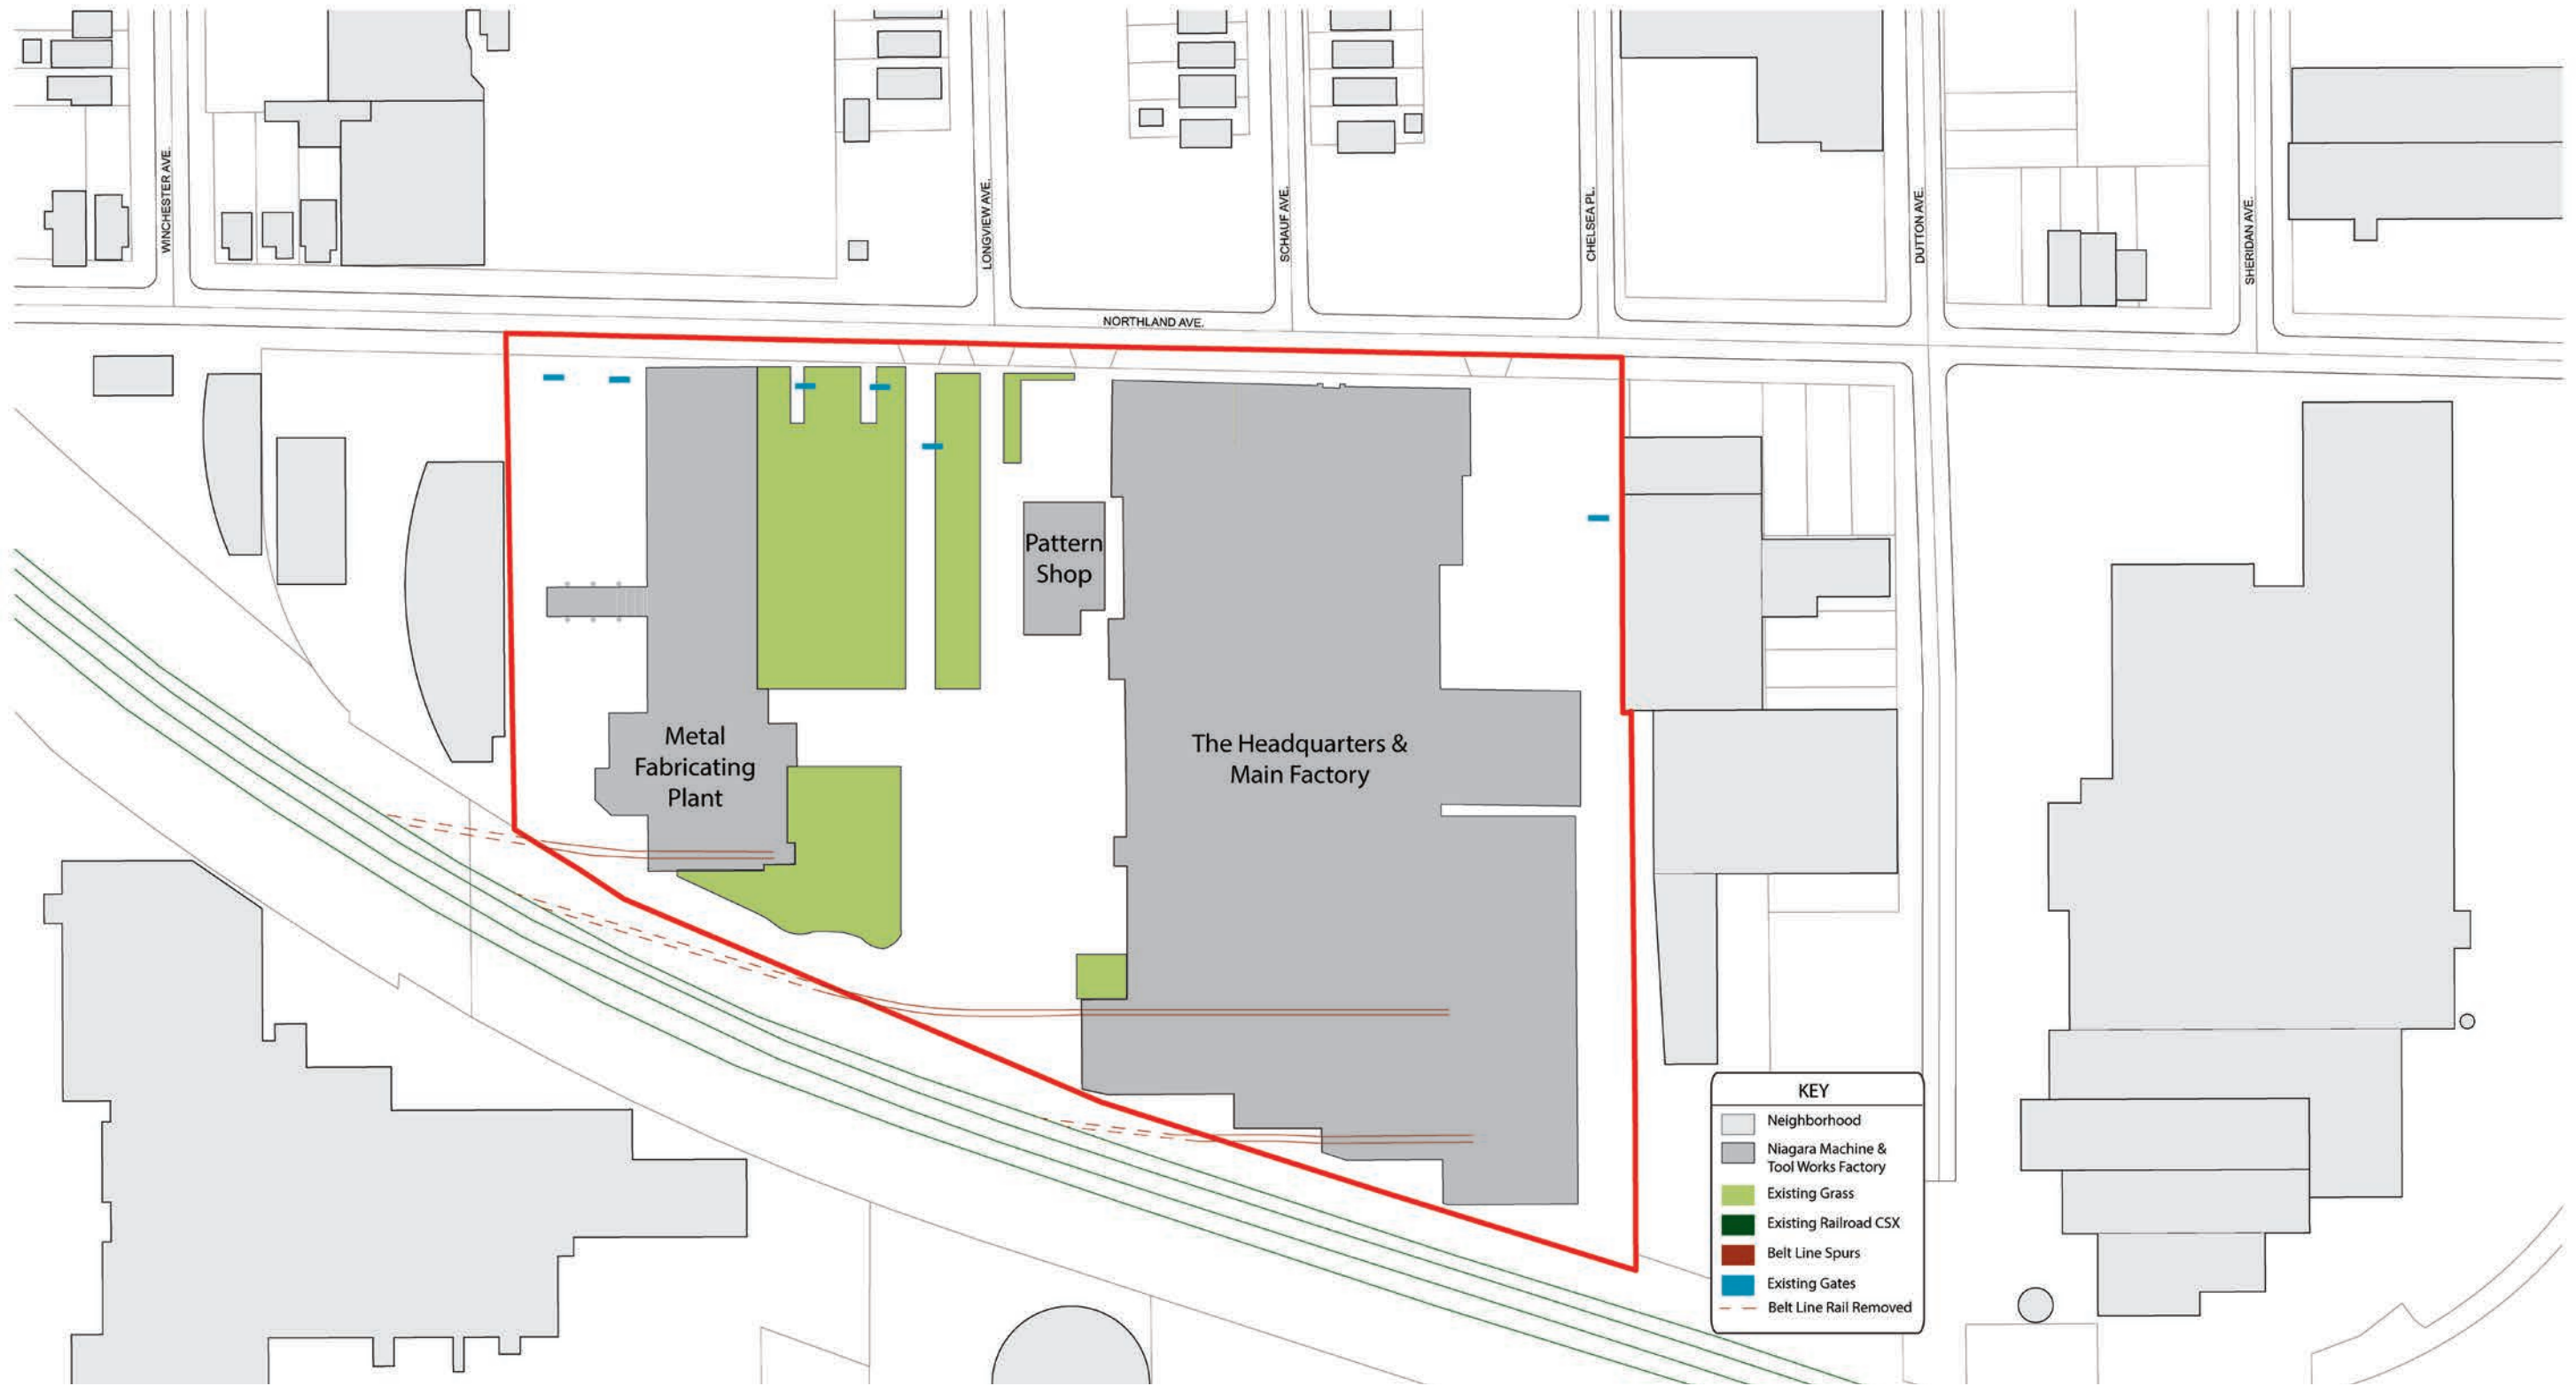 WINCHESTER AVE.
LONGVIEW AVE.
SCHAUF AVE.
CHELSEA PL.
DUTTON AVE.
SHERIDAN AVE.
NORTHLAND AVE.
Pattern
Shop
Metal
Fabricating
Plant
The Headquarters &
Main Factory
KEY
Neighborhood
Niagara Machine &
Tool Works Factory
Existing Grass
Existing Railroad CSX
Belt Line Spurs
Existing Gates
Belt Line Rail Removed